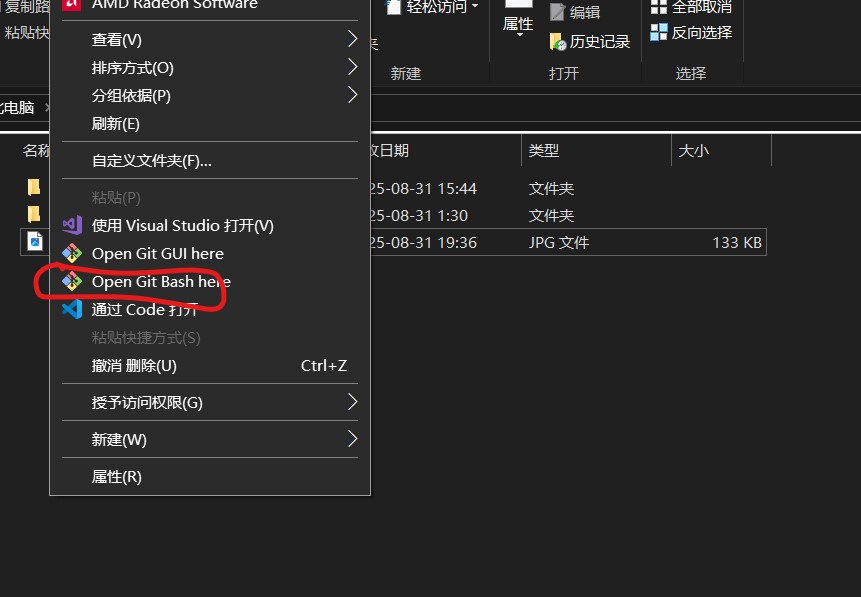 复制路
粘贴快
AMD Radeon Software
轻松访问
新建
属性
编辑
历史记录
打开
全部取消
反向选择
选择
电脑
查看(V)
排序方式(O)
分组依据(P)
刷新(E)
自定义文件夹(F)...
粘贴(P)
使用 Visual Studio 打开(V)
Open Git GUI here
Open Git Bash here
通过 Code 打开
粘贴快捷方式(S)
撤消 删除(U) Ctrl+Z
授予访问权限(G)
新建(W)
属性(R)
名称 改日期 类型 大小
25-08-31 15:44 文件夹
25-08-31 1:30 文件夹
25-08-31 19:36 JPG 文件 133 KB